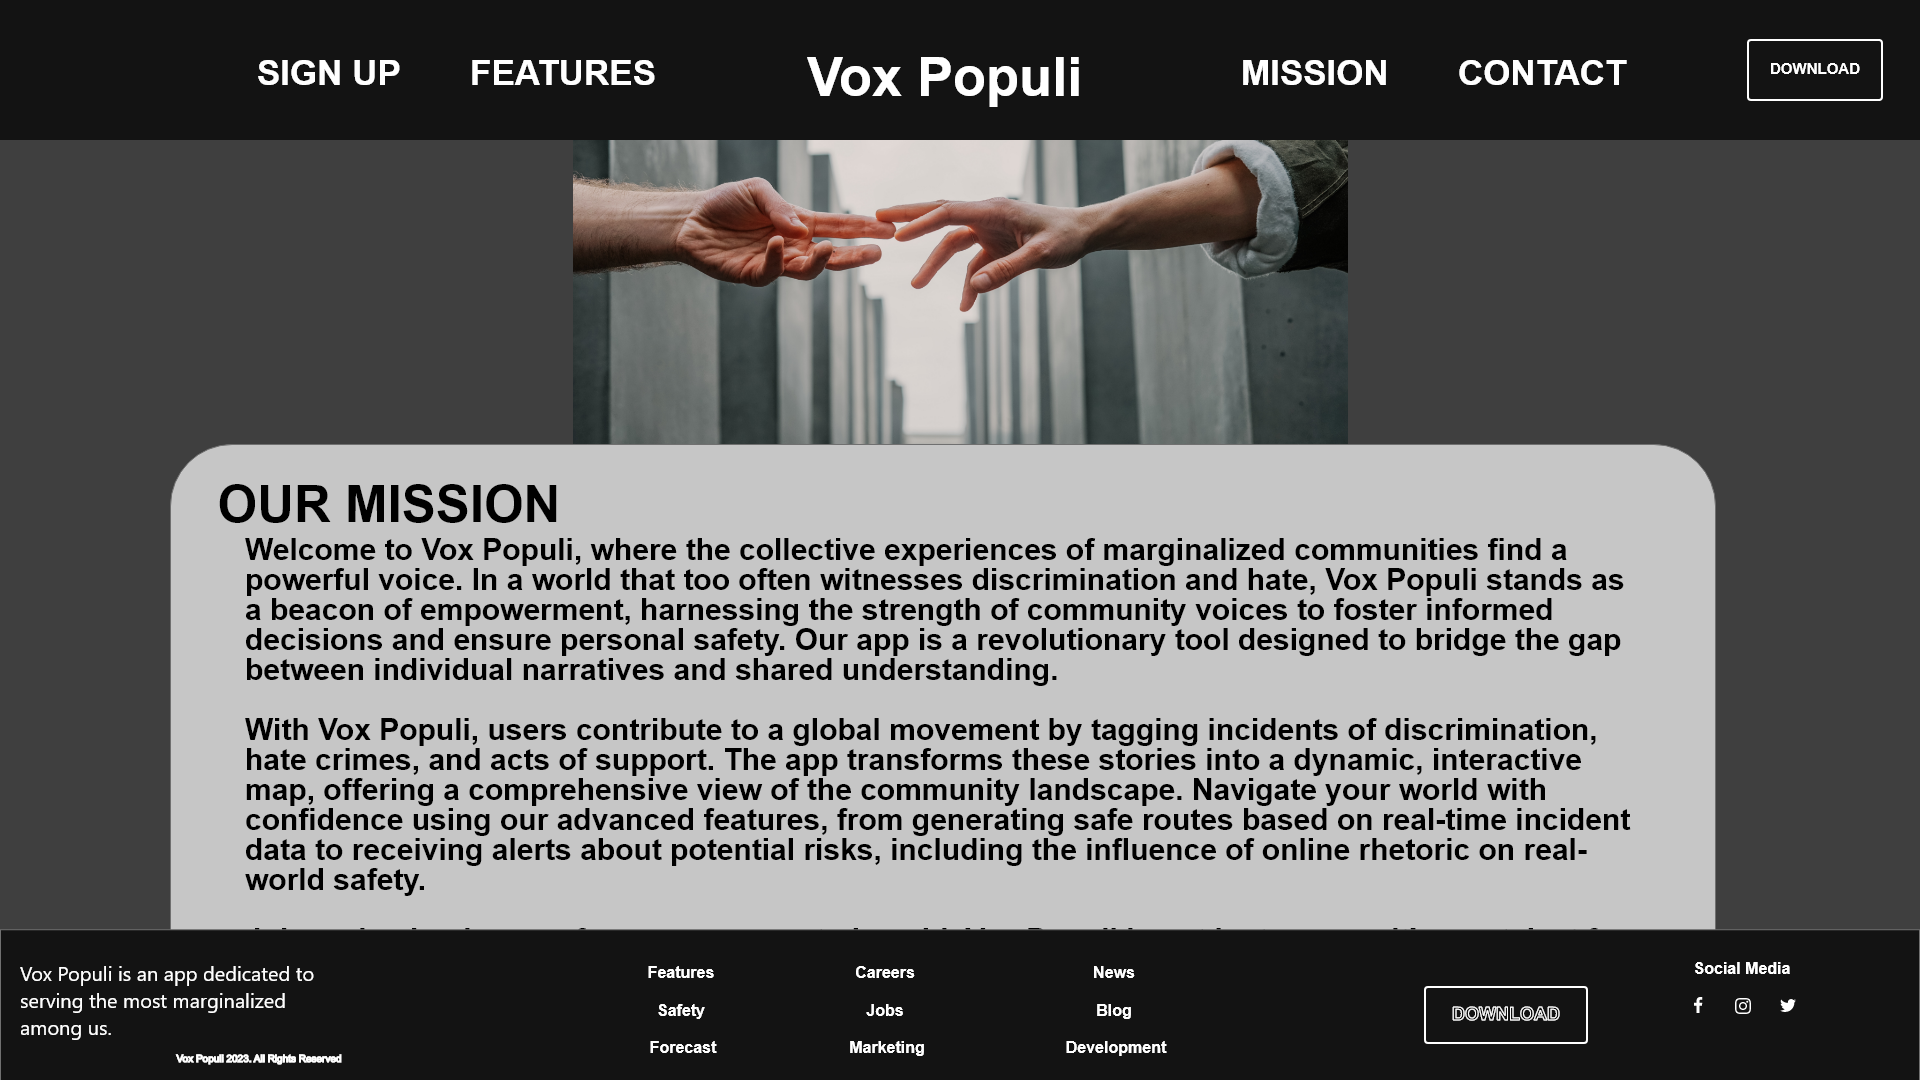 SIGN UP FEATURES Vox Populi MISSION CONTACT DOWNLOAD
OUR MISSION
Welcome to Vox Populi, where the collective experiences of marginalized communities find a
powerful voice. In a world that too often witnesses discrimination and hate, Vox Populi stands as
a beacon of empowerment, harnessing the strength of community voices to foster informed
decisions and ensure personal safety. Our app is a revolutionary tool designed to bridge the gap
between individual narratives and shared understanding.
With Vox Populi, users contribute to a global movement by tagging incidents of discrimination,
hate crimes, and acts of support. The app transforms these stories into a dynamic, interactive
map, offering a comprehensive view of the community landscape. Navigate your world with
confidence using our advanced features, from generating safe routes based on real-time incident
data to receiving alerts about potential risks, including the influence of online rhetoric on real-
world safety.
Vox Populi is an app dedicated to
serving the most marginalized
among us.
Vox Populi 2023. All Rights Reserved
Features Careers News
Safety Jobs Blog
Forecast Marketing Development
DOWNLOAD
Social Media